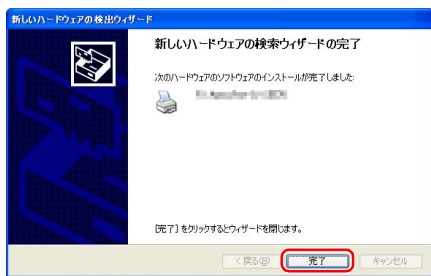 新しいハードウェアの検出ウィザード
新しいハードウェアの検索ウィザードの完了
次のハードウェアのソフトウェアのインストールが完了しました:
[完了] をクリックするとウィザードを閉じます。
< 戻る(B)
完了
キャンセル